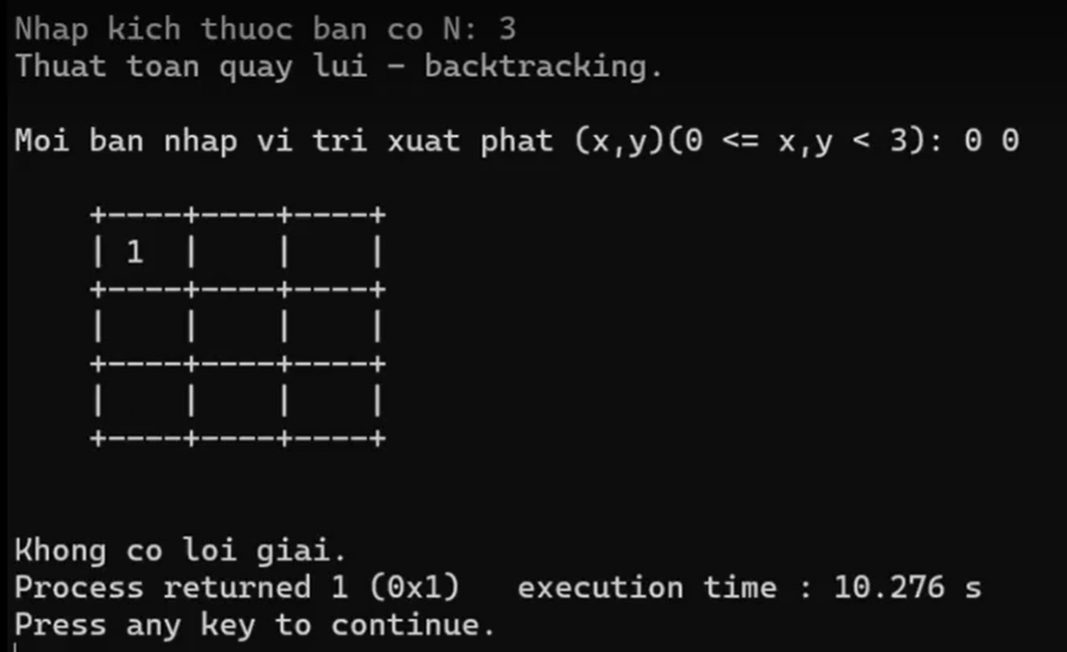 Nhap kich thuoc ban co N: 3
Thuat toan quay lui - backtracking.
Moi ban nhap vi tri xuat phat (x,y)(0 <= x,y < 3): 0 0
+----+----+----+
| 1  |    |    |
+----+----+----+
|    |    |    |
+----+----+----+
|    |    |    |
+----+----+----+
Khong co loi giai.
Process returned 1 (0x1)   execution time : 10.276 s
Press any key to continue.